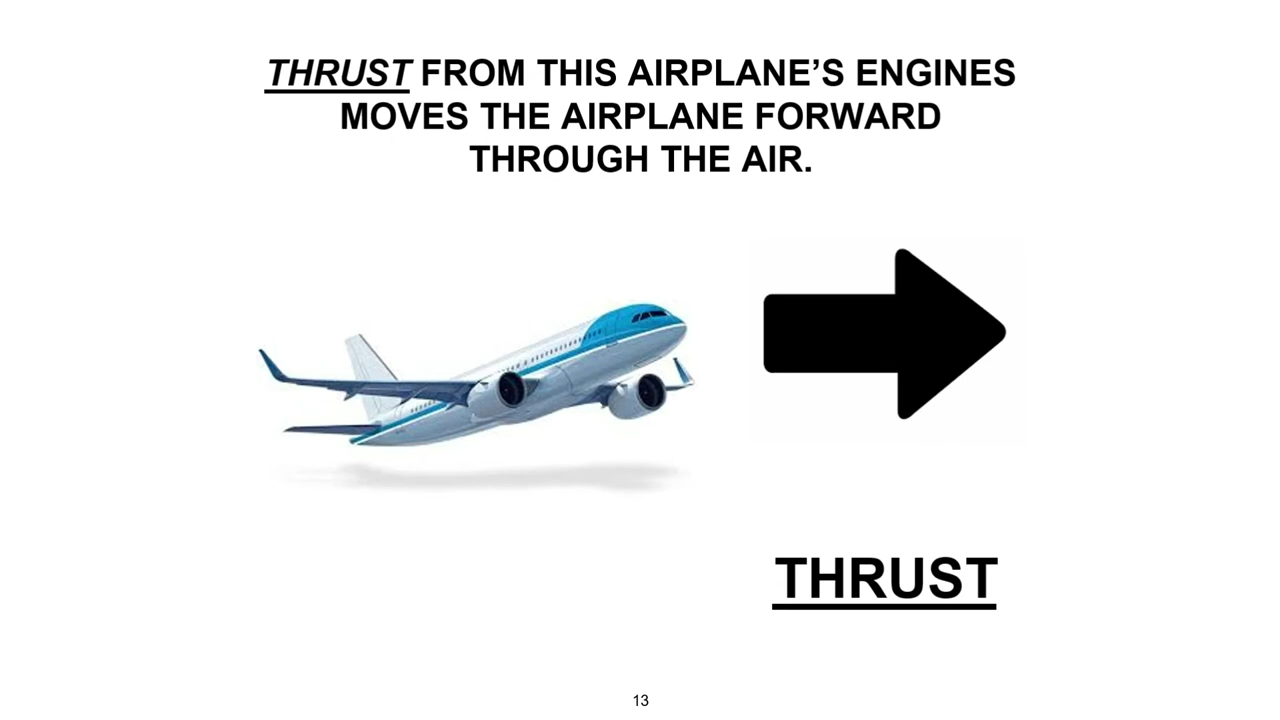 THRUST FROM THIS AIRPLANE’S ENGINES
MOVES THE AIRPLANE FORWARD
THROUGH THE AIR.
THRUST
13